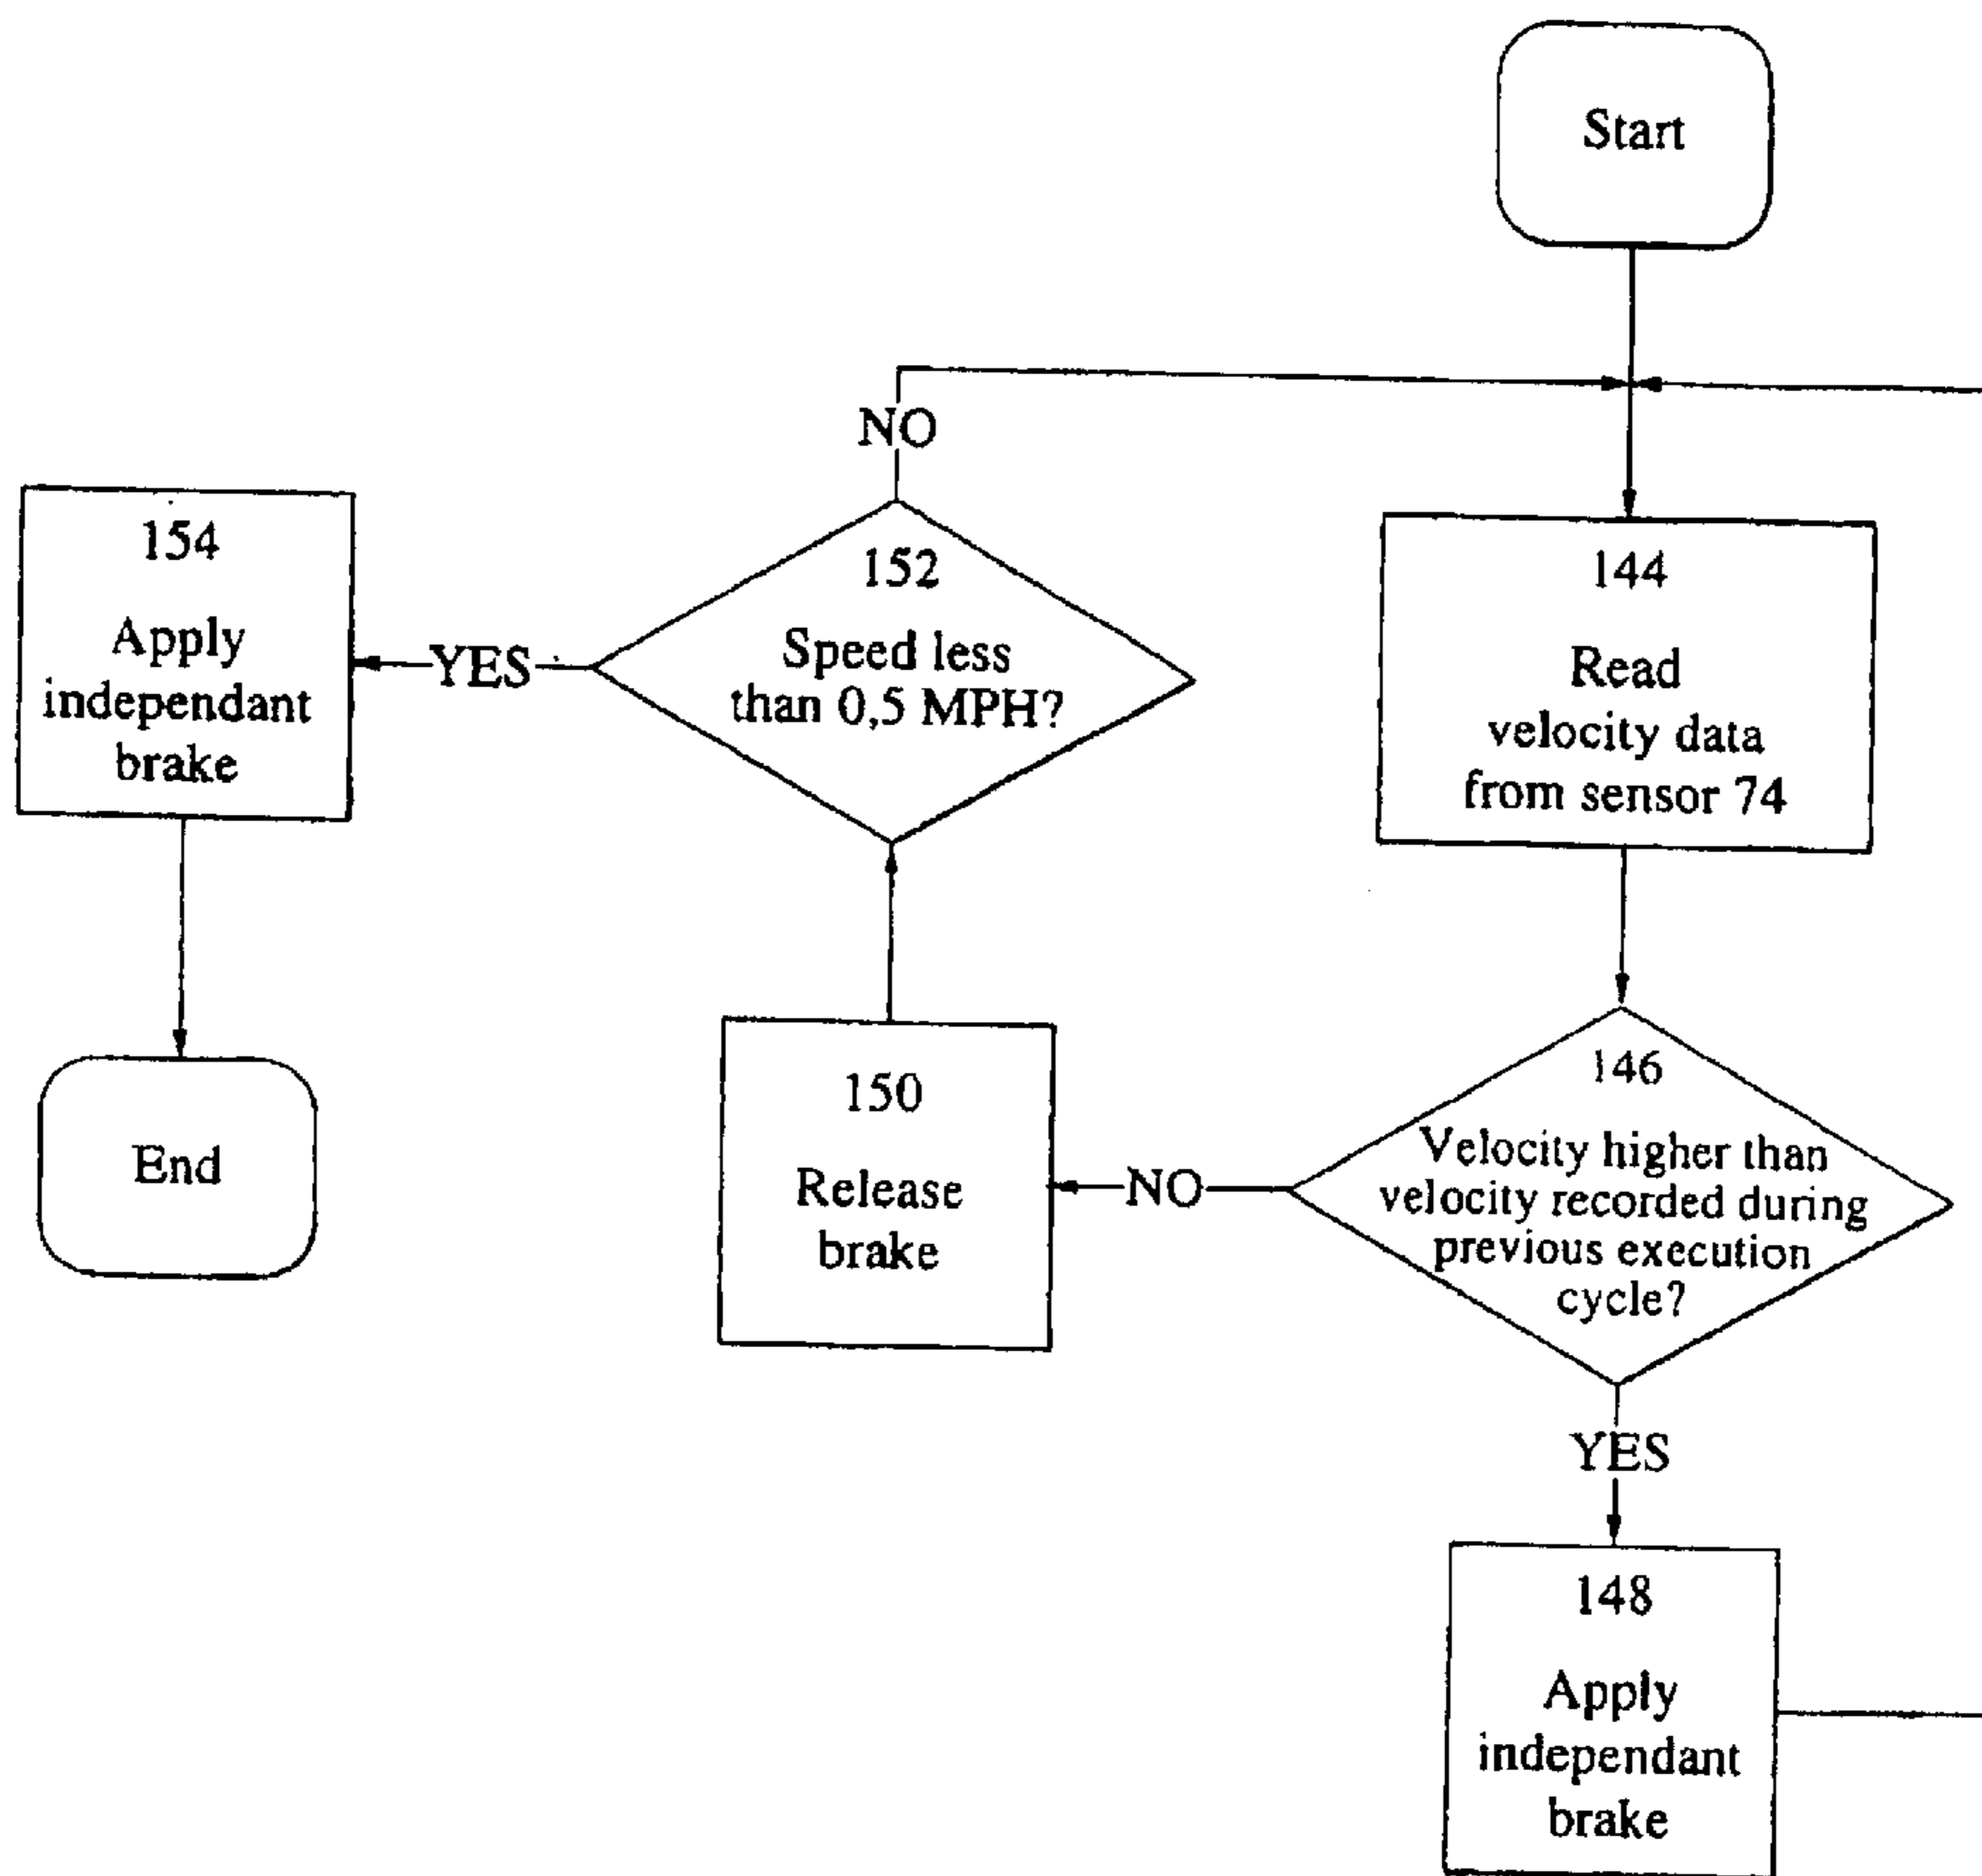 Start
NO
154
Apply
independant
brake
YES
152
Speed less
than 0,5 MPH?
144
Read
velocity data
from sensor 74
End
150
Release
brake
NO
146
Velocity higher than
velocity recorded during
previous execution
cycle?
YES
148
Apply
independant
brake